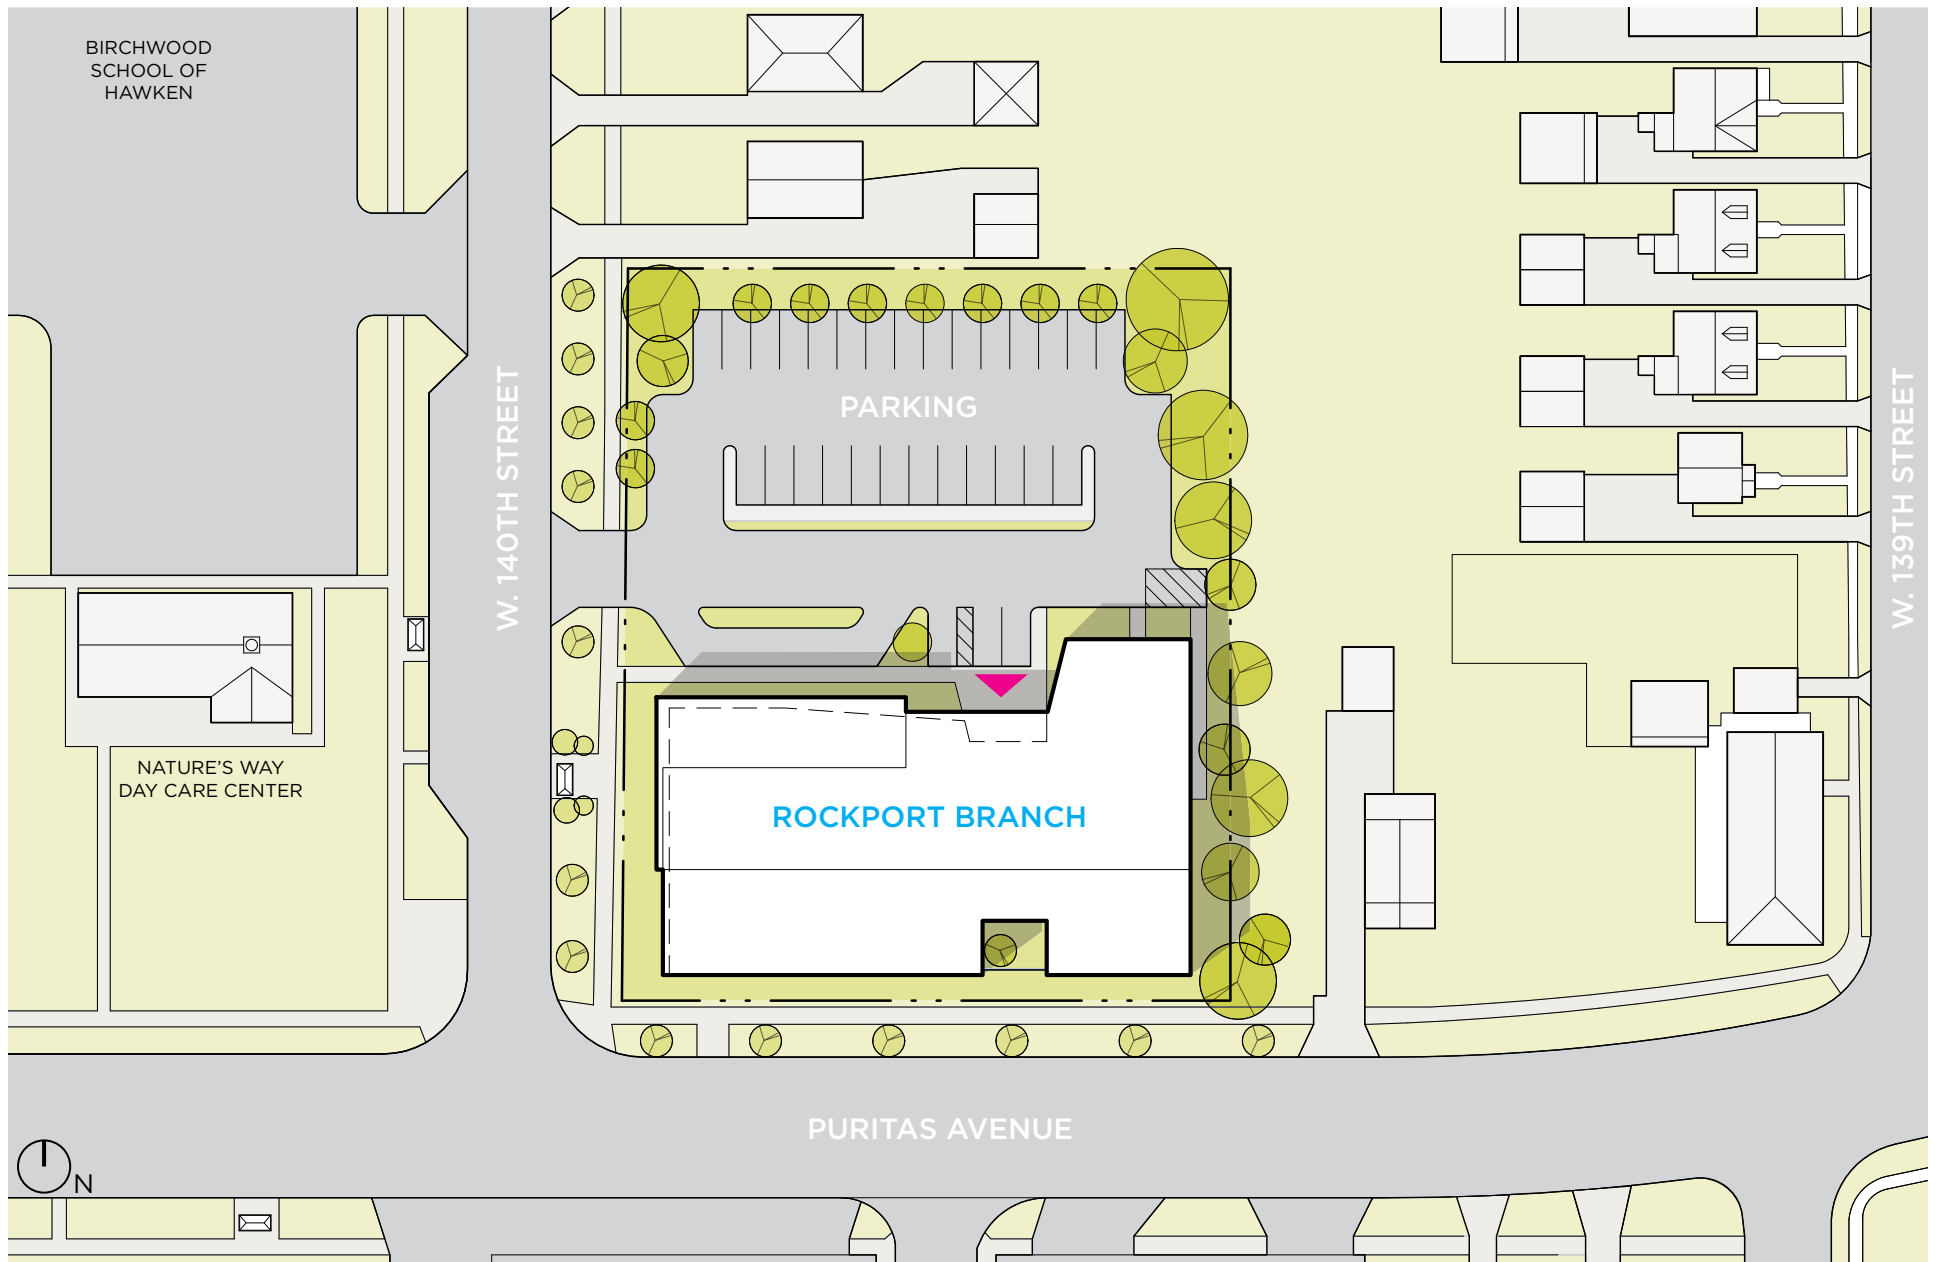 BIRCHWOOD
SCHOOL OF
HAWKEN
PARKING
W. 140TH STREET
W. 139TH STREET
NATURE'S WAY
DAY CARE CENTER
ROCKPORT BRANCH
PURITAS AVENUE
N